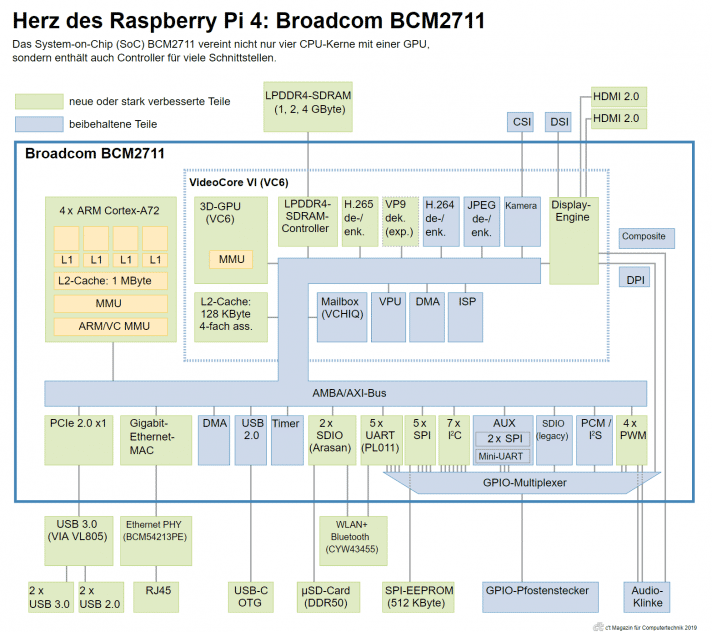 Herz des Raspberry Pi 4: Broadcom BCM2711
Das System-on-Chip (SoC) BCM2711 vereint nicht nur vier CPU-Kerne mit einer GPU,
sondern enthält auch Controller für viele Schnittstellen.
neue oder stark verbesserte Teile
beibehaltene Teile
LPDDR4-SDRAM
(1, 2, 4 GByte)
CSI
DSI
HDMI 2.0
HDMI 2.0
Broadcom BCM2711
VideoCore VI (VC6)
4 x ARM Cortex-A72
L1
L1
L1
L1
L2-Cache: 1 MByte
MMU
ARM/VC MMU
3D-GPU
(VC6)
MMU
LPDDR4-
SDRAM-
Controller
H.265
de-/
enk.
VP9
dek.
(exp.)
H.264
de-/
enk.
JPEG
de-/
enk.
Kamera
Display-
Engine
Composite
DPI
L2-Cache:
128 KByte
4-fach ass.
Mailbox
(VCHIQ)
VPU
DMA
ISP
AMBA/AXI-Bus
PCIe 2.0 x1
Gigabit-
Ethernet-
MAC
DMA
USB
2.0
Timer
2 x
SDIO
(Arasan)
5 x
UART
(PL011)
5 x
SPI
7 x
I²C
AUX
2 x SPI
Mini-UART
SDIO
(legacy)
PCM /
I²S
4 x
PWM
GPIO-Multiplexer
USB 3.0
(VIA VL805)
Ethernet PHY
(BCM54213PE)
WLAN+
Bluetooth
(CYW43455)
2 x
USB 3.0
2 x
USB 2.0
RJ45
USB-C
OTG
µSD-Card
(DDR50)
SPI-EEPROM
(512 KByte)
GPIO-Pfostenstecker
Audio-
Klinke
c't Magazin für Computertechnik 2019